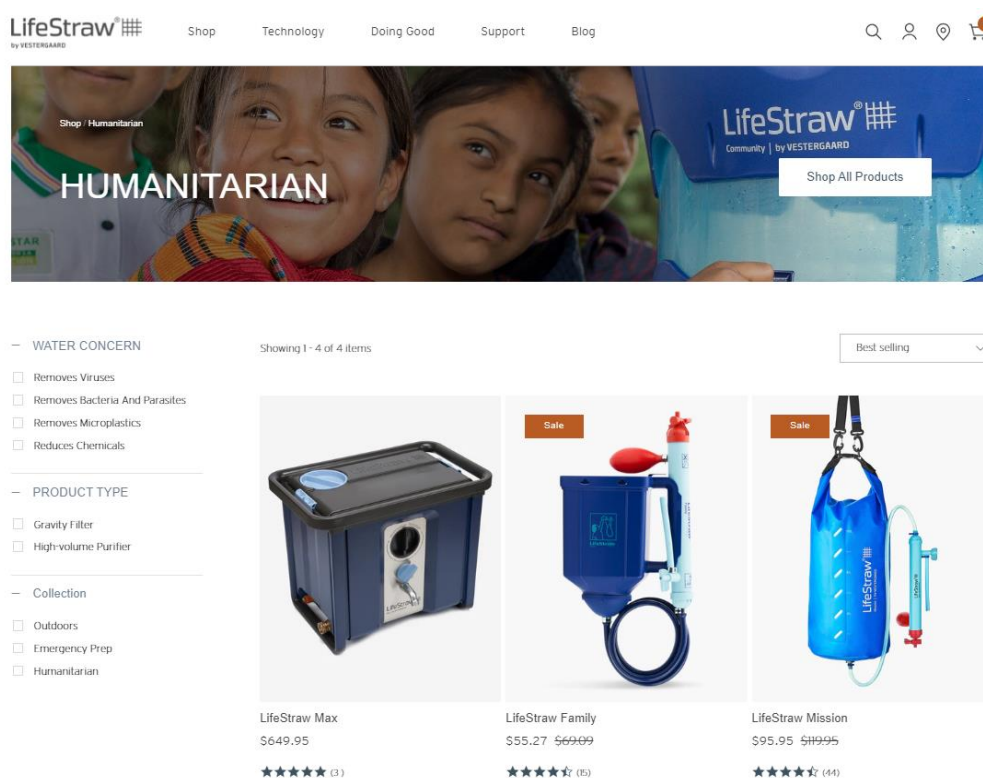 LifeStraw®
by VESTERGAARD
Shop
Technology
Doing Good
Support
Blog
Shop / Humanitarian
HUMANITARIAN
LifeStraw®
Community | by VESTERGAARD
Shop All Products
STAR
— WATER CONCERN
Removes Viruses
Removes Bacteria And Parasites
Removes Microplastics
Reduces Chemicals
— PRODUCT TYPE
Gravity Filter
High-volume Purifier
— Collection
Outdoors
Emergency Prep
Humanitarian
Showing 1 - 4 of 4 items
Best selling
LifeStraw
LifeStraw Max
$649.95
(3)
Sale
LifeStraw
LifeStraw Family
$55.27 $69.09
(15)
Sale
LifeStraw
LifeStraw Mission
$95.95 $119.95
(44)